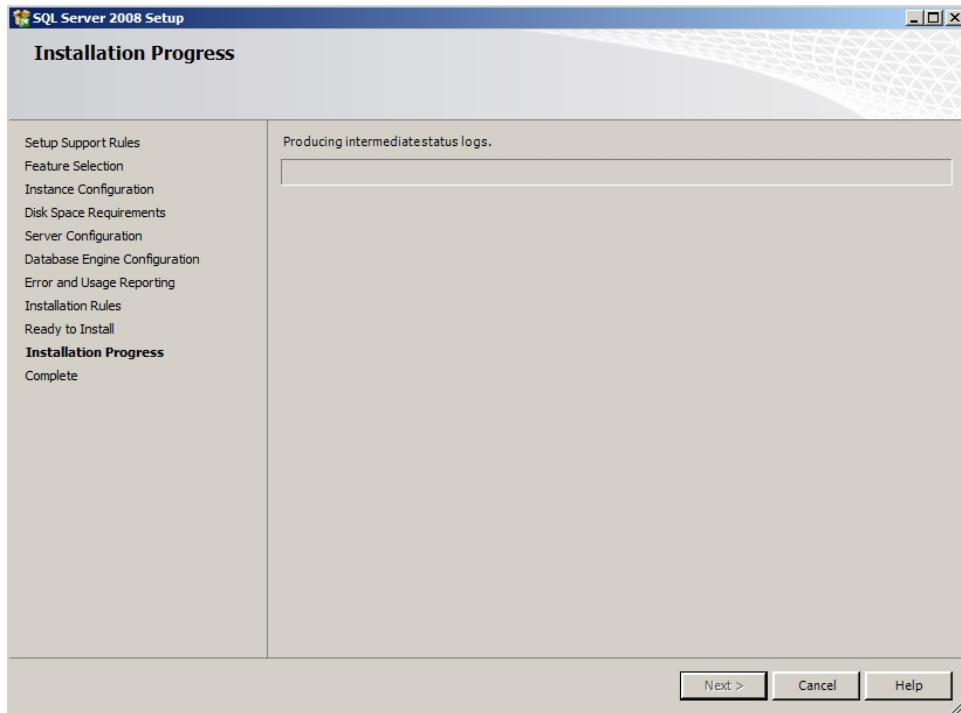 SQL Server 2008 Setup
Installation Progress
Setup Support Rules
Feature Selection
Instance Configuration
Disk Space Requirements
Server Configuration
Database Engine Configuration
Error and Usage Reporting
Installation Rules
Ready to Install
Installation Progress
Complete
Producing intermediatestatus logs.
Next >
Cancel
Help